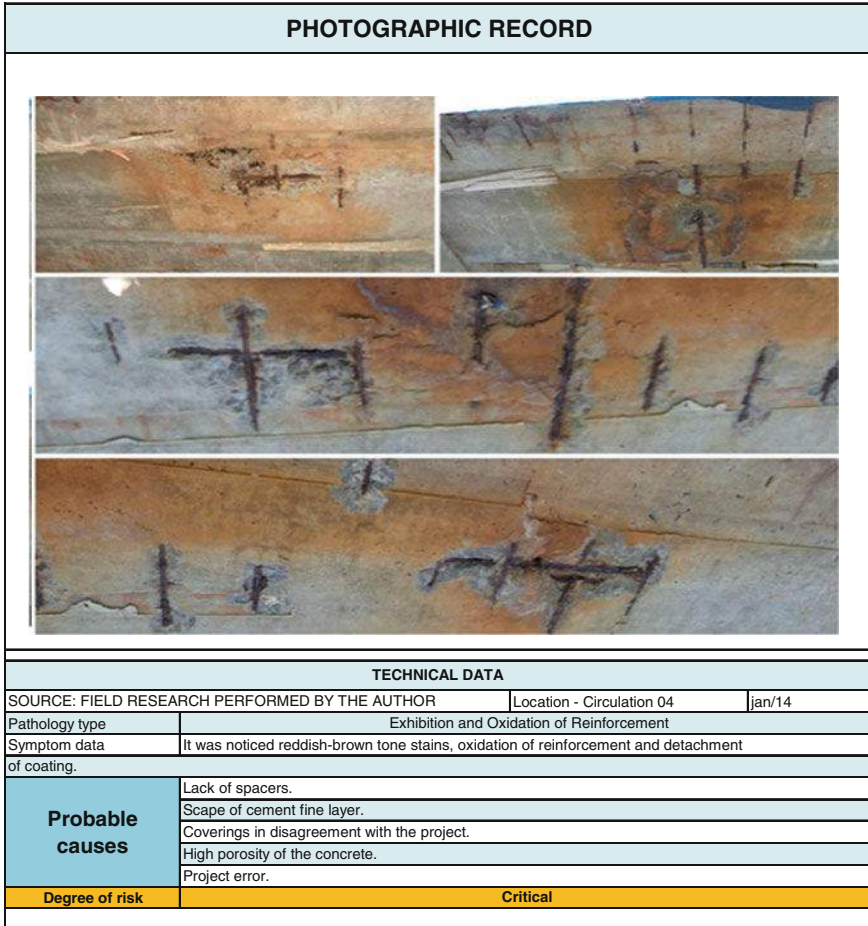 PHOTOGRAPHIC RECORD
TECHNICAL DATA
SOURCE: FIELD RESEARCH PERFORMED BY THE AUTHOR Location - Circulation 04 jan/14
Pathology type Exhibition and Oxidation of Reinforcement
Symptom data It was noticed reddish-brown tone stains, oxidation of reinforcement and detachment
of coating.
Probable
causes
Lack of spacers.
Scape of cement fine layer.
Coverings in disagreement with the project.
High porosity of the concrete.
Project error.
Degree of risk Critical